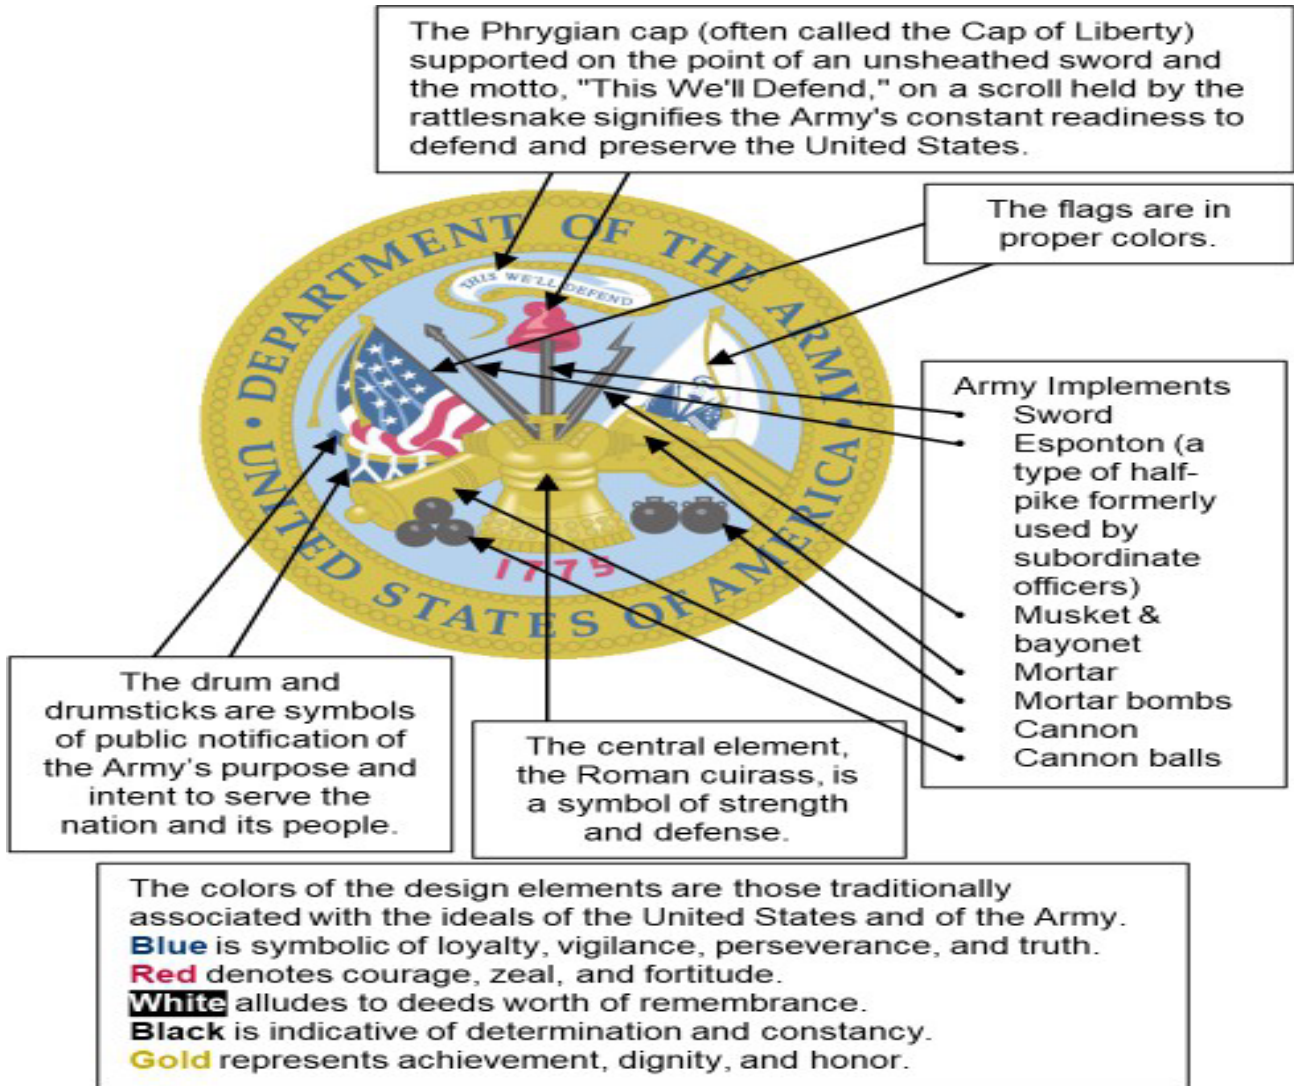 The Phrygian cap (often called the Cap of Liberty)
supported on the point of an unsheathed sword and
the motto, "This We'll Defend," on a scroll held by the
rattlesnake signifies the Army's constant readiness to
defend and preserve the United States.
The flags are in
proper colors.
DEPARTMENT OF THE ARMY
THIS WE'LL DEFEND
1775
UNITED STATES OF AMERICA
Army Implements
Sword
Esponton (a
type of half-
pike formerly
used by
subordinate
officers)
Musket &
bayonet
Mortar
Mortar bombs
Cannon
Cannon balls
The drum and
drumsticks are symbols
of public notification of
the Army's purpose and
intent to serve the
nation and its people.
The central element,
the Roman cuirass, is
a symbol of strength
and defense.
The colors of the design elements are those traditionally
associated with the ideals of the United States and of the Army.
Blue is symbolic of loyalty, vigilance, perseverance, and truth.
Red denotes courage, zeal, and fortitude.
White alludes to deeds worth of remembrance.
Black is indicative of determination and constancy.
Gold represents achievement, dignity, and honor.